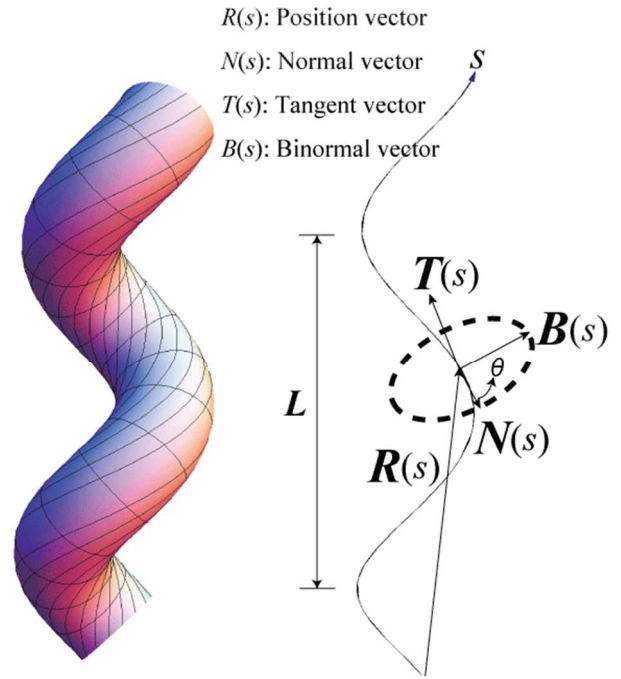 R(s): Position vector
N(s): Normal vector
T(s): Tangent vector
B(s): Binormal vector
S
T(s)
B(s)
θ
L
N(s)
R(s)